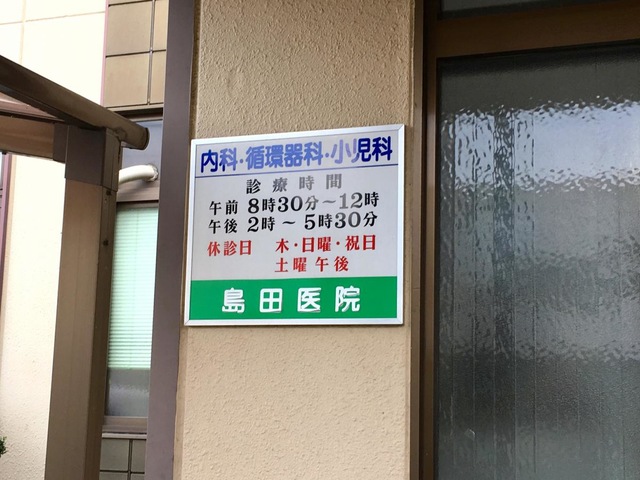 内科・循環器科・小児科
診療時間
午前 8時30分〜12時
午後 2時〜5時30分
休診日 木・日曜・祝日
土曜午後
島田医院